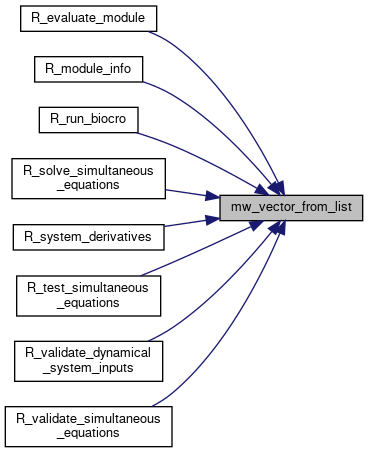 R_evaluate_module
R_module_info
R_run_biocro
R_solve_simultaneous
_equations
mw_vector_from_list
R_system_derivatives
R_test_simultaneous
_equations
R_validate_dynamical
_system_inputs
R_validate_simultaneous
_equations